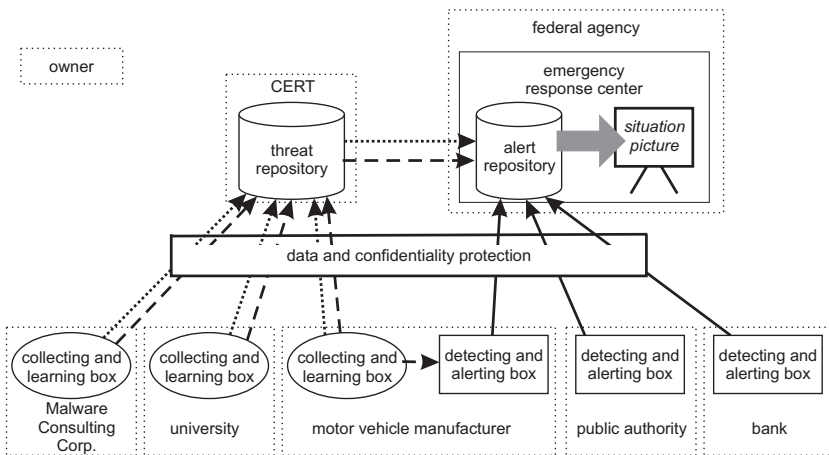 federal agency
owner
emergency
response center
CERT
threat
repository
alert
repository
situation
picture
data and confidentiality protection
collecting and
learning box
collecting and
learning box
collecting and
learning box
detecting and
alerting box
detecting and
alerting box
detecting and
alerting box
Malware
Consulting
Corp.
university
motor vehicle manufacturer
public authority
bank